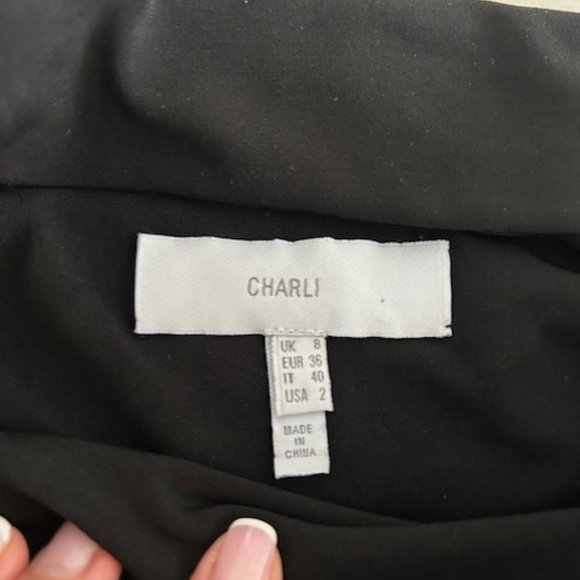 CHARLI
UK 8
EUR 36
IT 40
USA 2
MADE
IN
CHINA